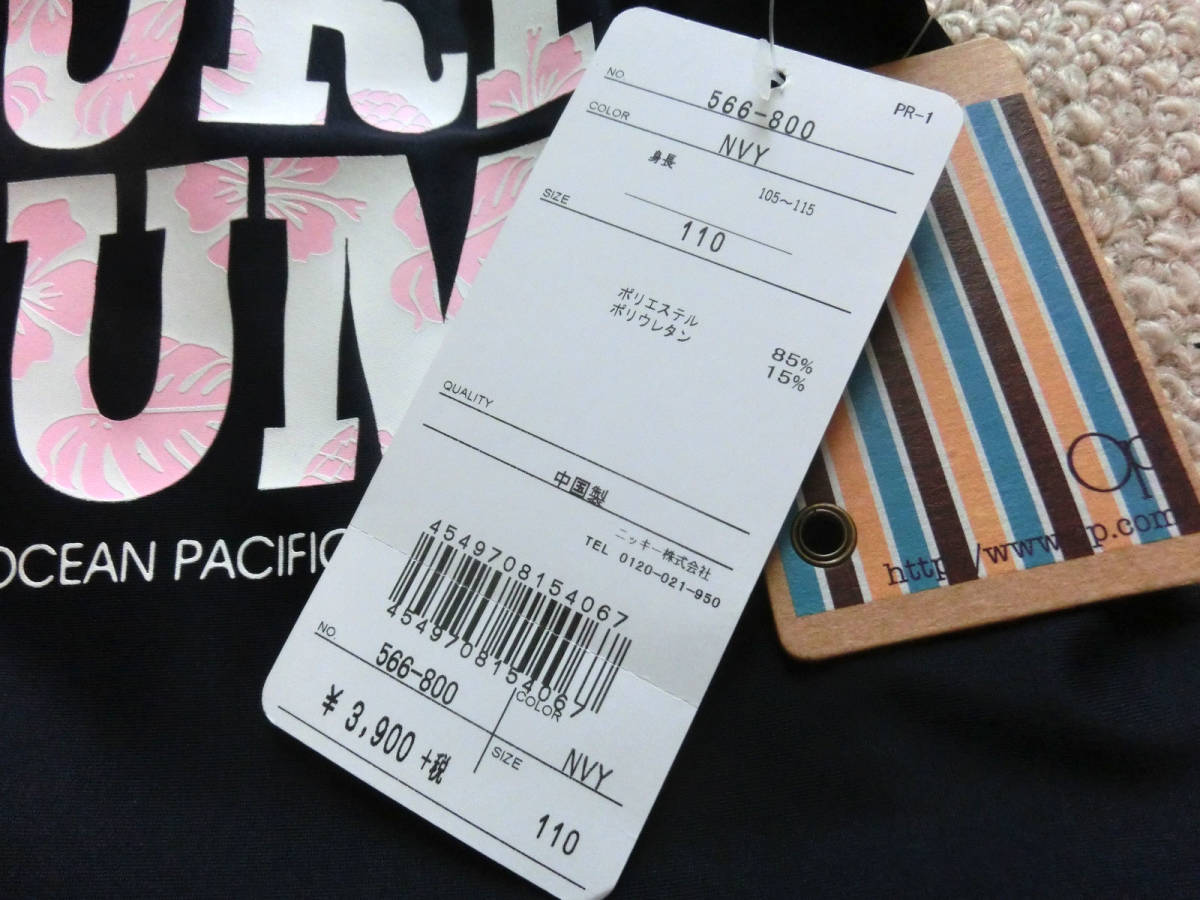 UM
OCEAN PACIFIC
PR-1
NO
566-800
COLOR
NVY
身長
105～115
SIZE
110
ポリエステル
85%
ポリウレタン
15%
QUALITY
中国製
ニッキー株式会社
TEL 0120-021-950
4549708154067
4549708154067
NO
566-800
COLOR
NVY
¥ 3,900 +税
SIZE
110
Op